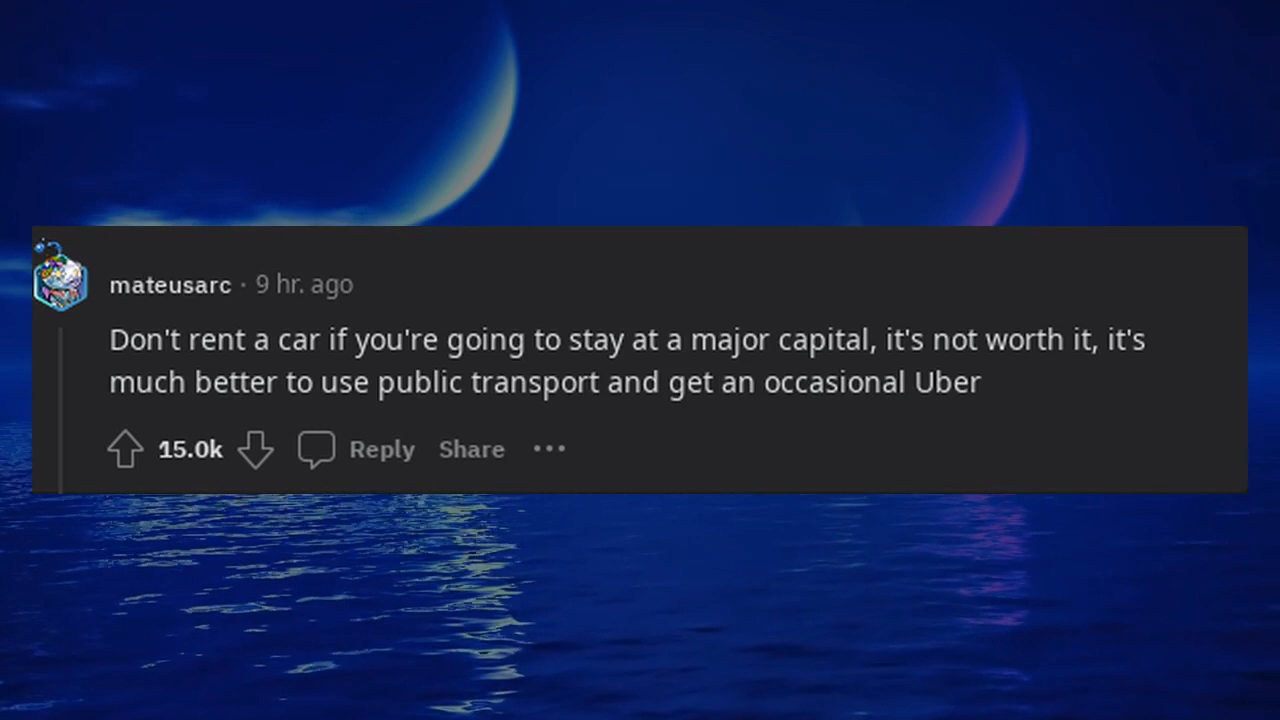 mateusarc · 9 hr. ago
Don't rent a car if you're going to stay at a major capital, it's not worth it, it's
much better to use public transport and get an occasional Uber
15.0k Reply Share ···